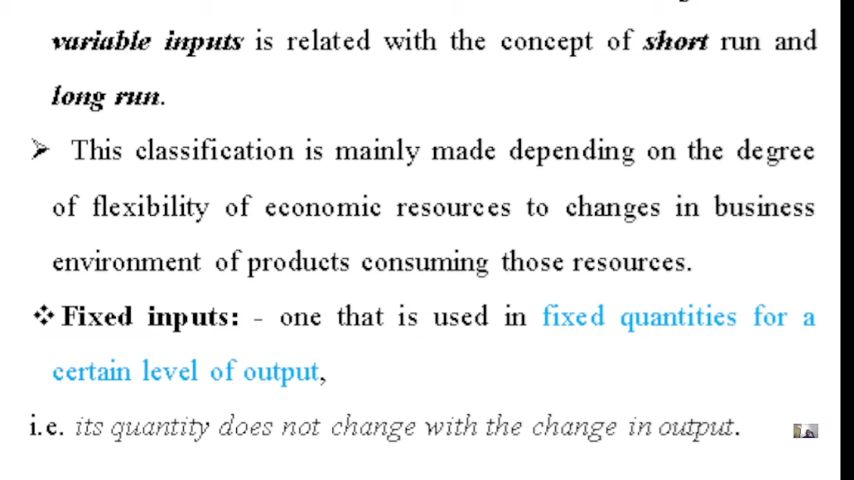 variable inputs is related with the concept of short run and
long run.
➢ This classification is mainly made depending on the degree
of flexibility of economic resources to changes in business
environment of products consuming those resources.
❖ Fixed inputs: - one that is used in fixed quantities for a
certain level of output,
i.e. its quantity does not change with the change in output.